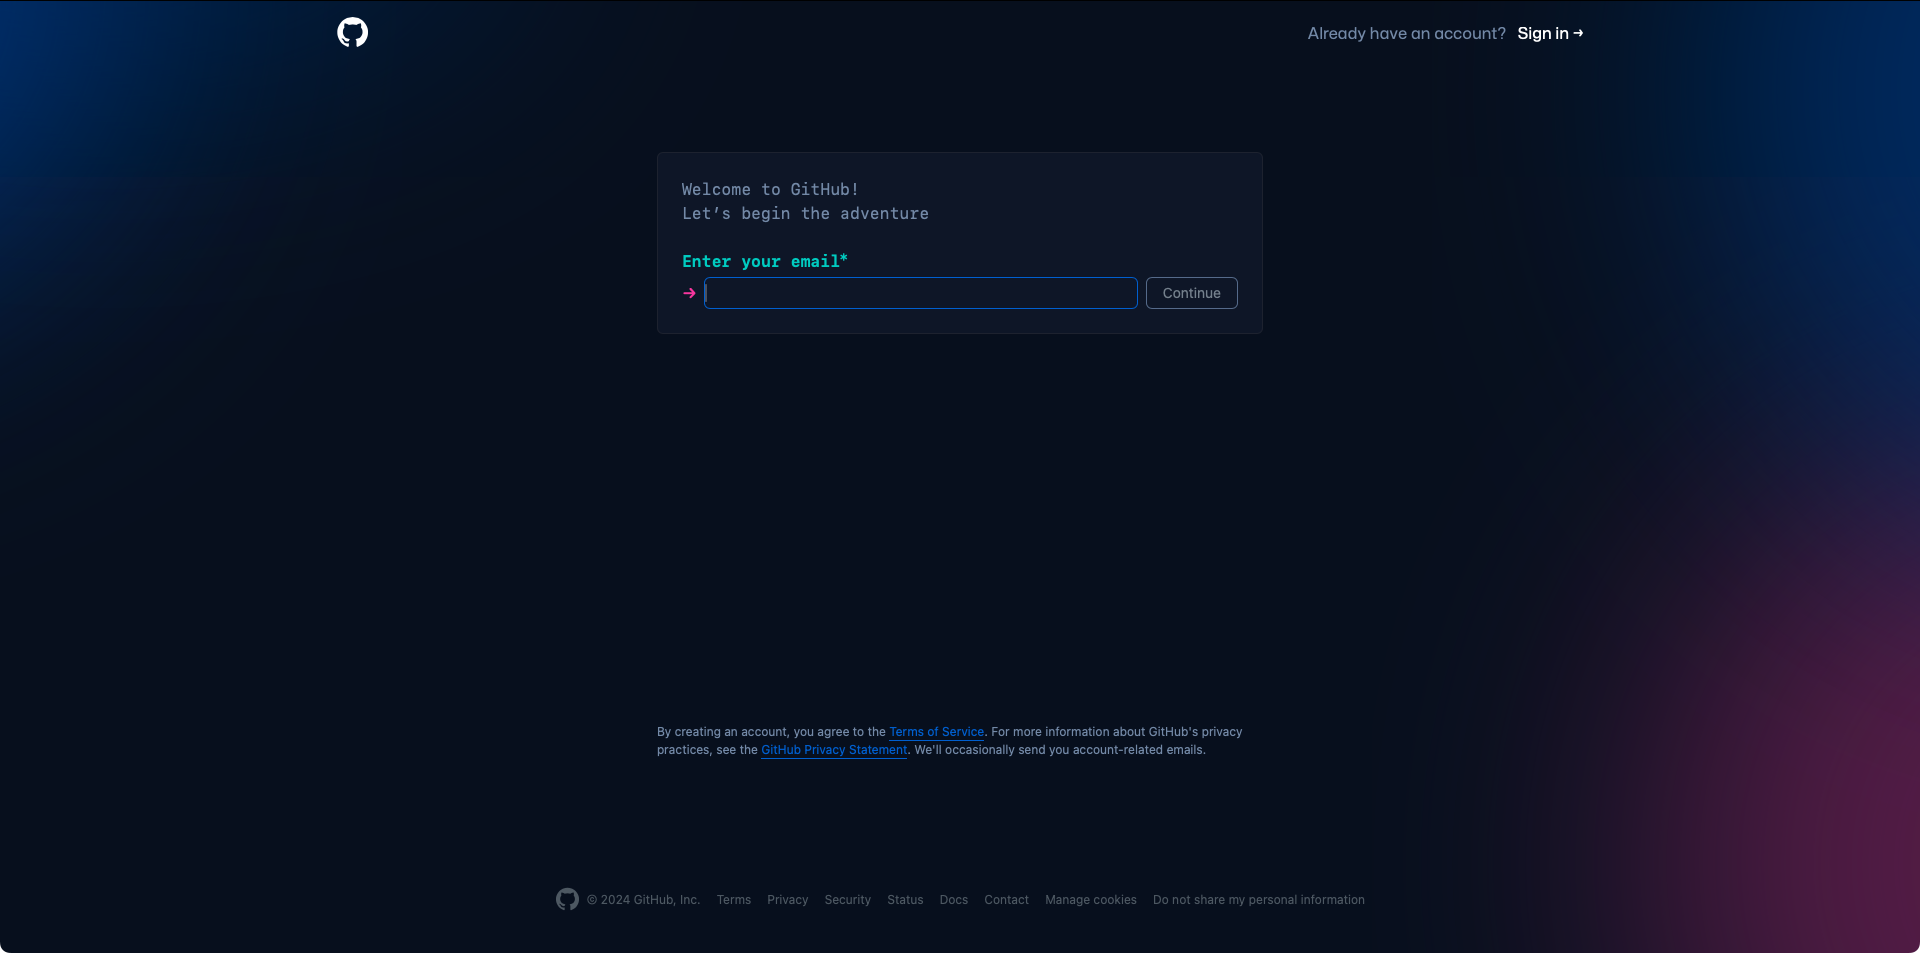 Already have an account? Sign in →
Welcome to GitHub!
Let’s begin the adventure
Enter your email*
→
Continue
By creating an account, you agree to the Terms of Service. For more information about GitHub's privacy
practices, see the GitHub Privacy Statement. We'll occasionally send you account-related emails.
© 2024 GitHub, Inc. Terms Privacy Security Status Docs Contact Manage cookies Do not share my personal information